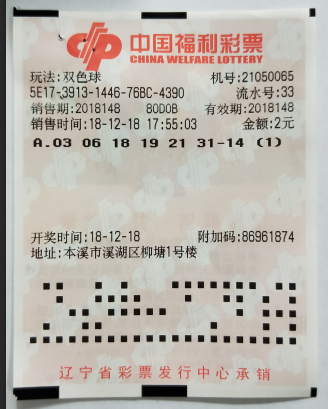 中国福利彩票
CHINA WELFARE LOTTERY
玩法:双色球 机号:21050065
5E17-3913-1446-76BC-4390 流水号:33
销售期:2018148 80D0B 有效期:2018148
销售时间:18-12-18 17:55:03 金额:2元
A.03 06 18 19 21 31-14 (1)
开奖时间:18-12-18 附加码:86961874
地址:本溪市溪湖区柳塘1号楼
辽宁省彩票发行中心承销